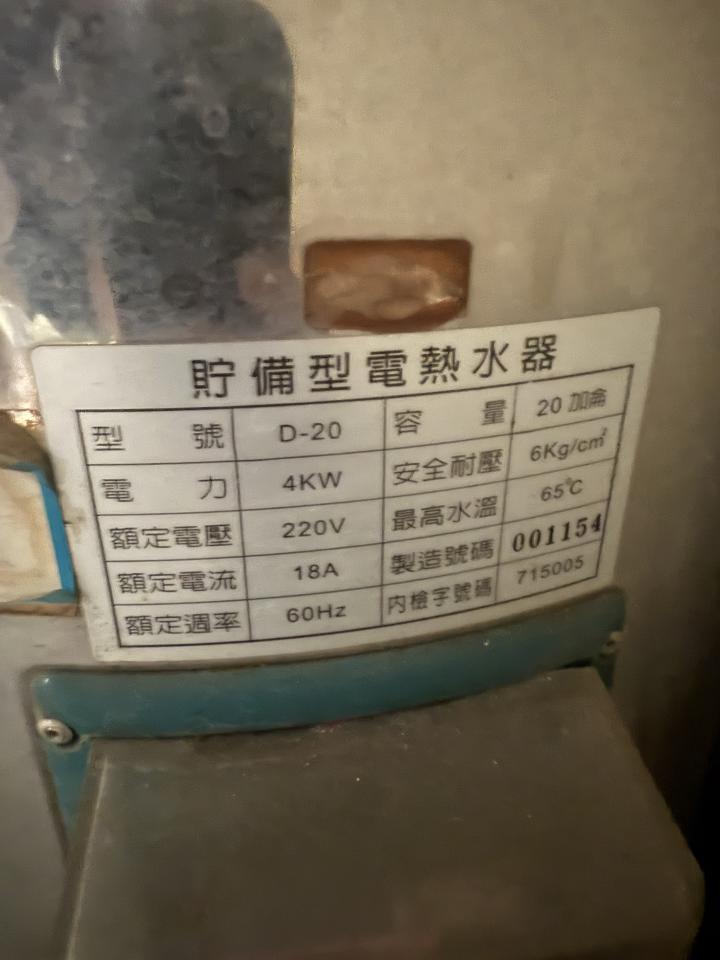 貯備型電熱水器
型號 D-20 容量 20 加侖
電力 4KW 安全耐壓 6Kg/cm²
額定電壓 220V 最高水溫 65℃
額定電流 18A 製造號碼 001154
額定週率 60Hz 内檢字號碼 715005